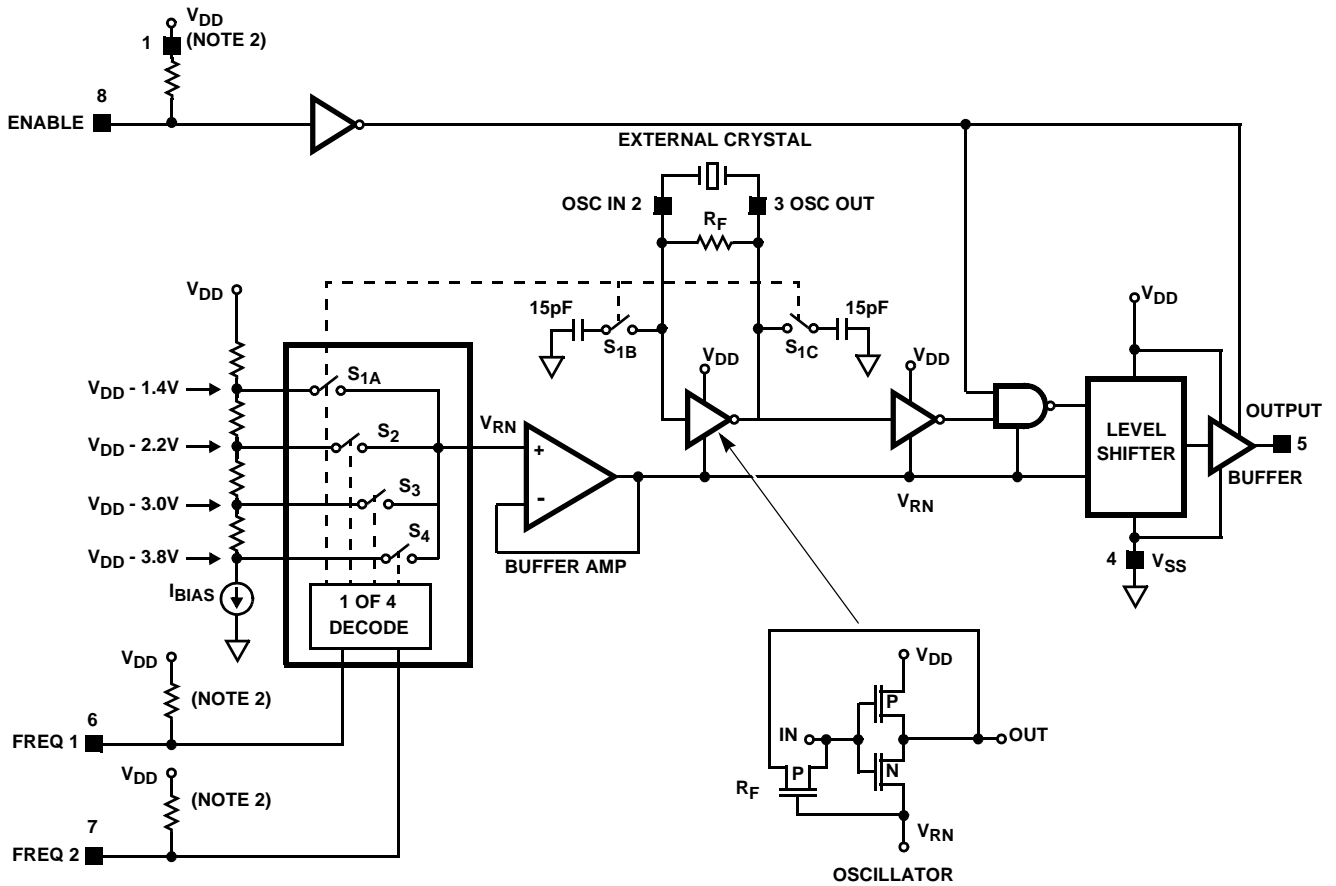 VDD
1 (NOTE 2)
8
ENABLE
EXTERNAL CRYSTAL
OSC IN 2
3 OSC OUT
RF
VDD
15pF
S1B
15pF
S1C
VDD
VDD
VDD
VDD - 1.4V
S1A
VDD - 2.2V
S2
VRN
+
-
VDD - 3.0V
S3
VDD - 3.8V
S4
BUFFER AMP
VRN
LEVEL
SHIFTER
OUTPUT
5
BUFFER
4
VSS
IBIAS
1 OF 4
DECODE
VDD
(NOTE 2)
6
FREQ 1
VDD
(NOTE 2)
7
FREQ 2
VDD
P
IN
OUT
N
P
RF
VRN
OSCILLATOR